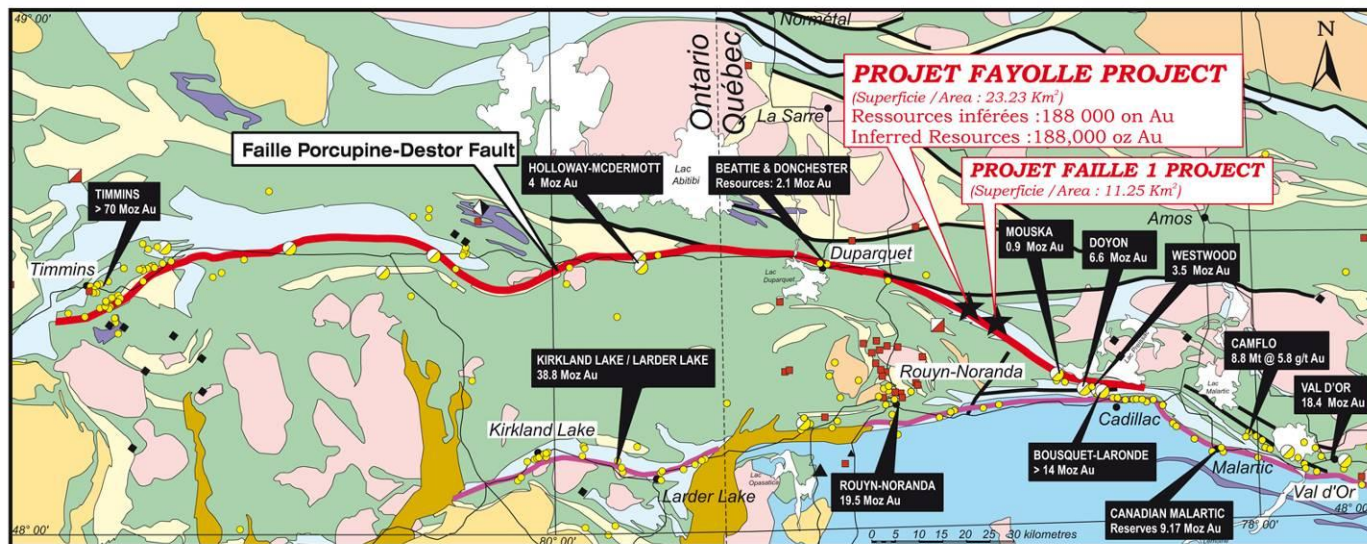 49° 00'
Normétal
N
Ontario
Québec
PROJET FAYOLLE PROJECT
(Superficie /Area : 23.23 Km²)
Ressources inférées :188 000 on Au
Inferred Resources :188,000 oz Au
La Sarre
Faille Porcupine-Destor Fault
HOLLOWAY-MCDERMOTT
4 Moz Au
Lac
Abitibi
BEATTIE & DONCHESTER
Resources: 2.1 Moz Au
PROJET FAILLE 1 PROJECT
(Superficie /Area : 11.25 Km²)
TIMMINS
> 70 Moz Au
Amos
MOUSKA
0.9 Moz Au
DOYON
6.6 Moz Au
WESTWOOD
3.5 Moz Au
Timmins
Duparquet
Lac
Duparquet
KIRKLAND LAKE / LARDER LAKE
38.8 Moz Au
Rouyn-Noranda
CAMFLO
8.8 Mt @ 5.8 g/t Au
Lac
Malartic
VAL D'OR
18.4 Moz Au
Kirkland Lake
Cadillac
BOUSQUET-LARONDE
> 14 Moz Au
Malartic
Larder Lake
Lac
Opasatica
ROUYN-NORANDA
19.5 Moz Au
Val d'Or
CANADIAN MALARTIC
Reserves 9.17 Moz Au
48° 00'
80° 00'
0 5 10 15 20 25 30 kilometres
78° 00'
48° 00'